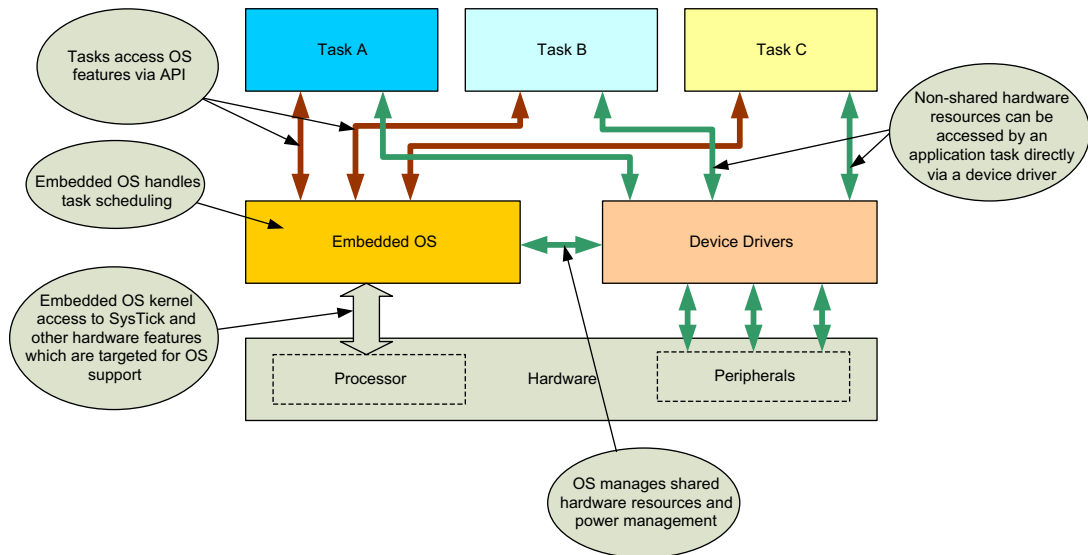 Task A
Task B
Task C
Tasks access OS
features via API
Non-shared hardware
resources can be
accessed by an
application task directly
via a device driver
Embedded OS handles
task scheduling
Embedded OS
Device Drivers
Embedded OS kernel
access to SysTick and
other hardware features
which are targeted for OS
support
Processor
Hardware
Peripherals
OS manages shared
hardware resources and
power management